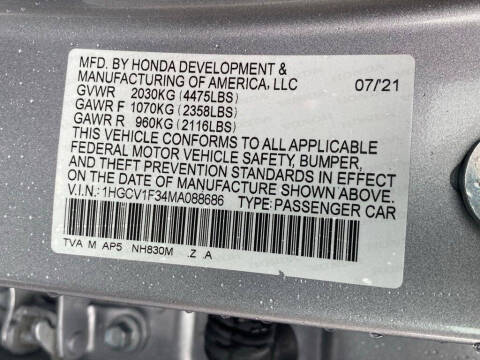 MFD. BY HONDA DEVELOPMENT &
MANUFACTURING OF AMERICA, LLC 07/'21
GVWR 2030KG (4475LBS)
GAWR F 1070KG (2358LBS)
GAWR R 960KG (2116LBS)
THIS VEHICLE CONFORMS TO ALL APPLICABLE
FEDERAL MOTOR VEHICLE SAFETY, BUMPER,
AND THEFT PREVENTION STANDARDS IN EFFECT
ON THE DATE OF MANUFACTURE SHOWN ABOVE.
V.I.N.: 1HGCV1F34MA088686 TYPE:PASSENGER CAR
TVA M AP5 NH830M .Z .A